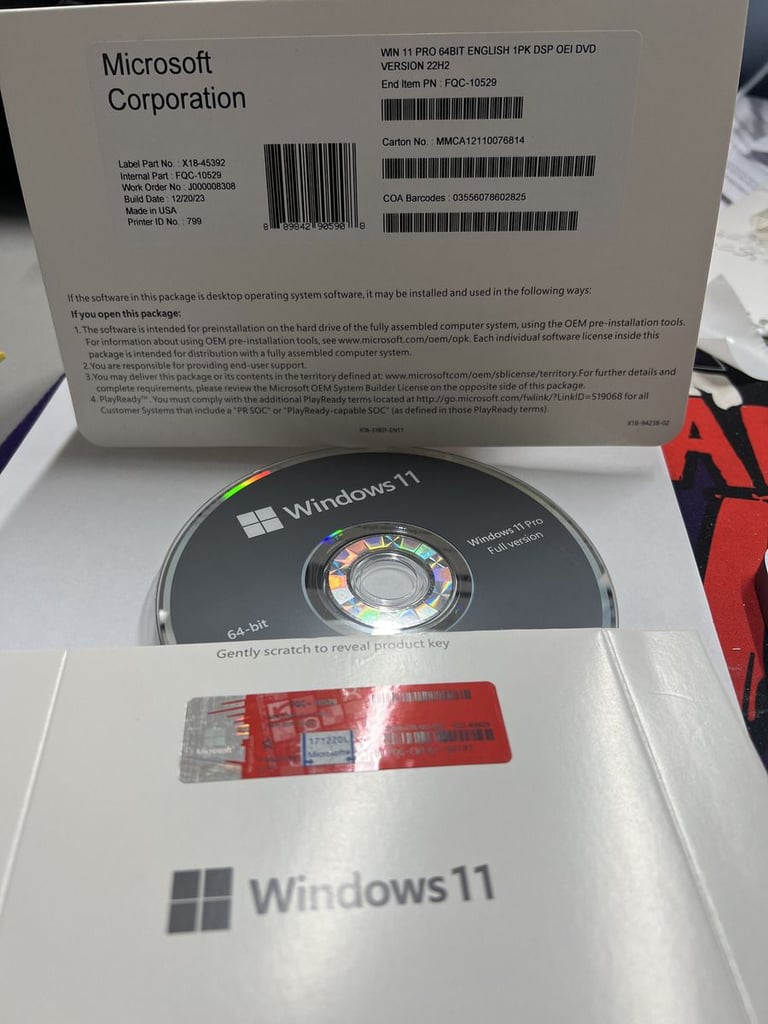 Microsoft
Corporation
WIN 11 PRO 64BIT ENGLISH 1PK DSP OEI DVD
VERSION 22H2
End Item PN : FQC-10529
Carton No. : MMCA12110076814
COA Barcodes : 03556078602825
Label Part No. : X18-45392
Internal Part : FQC-10529
Work Order No : J000008308
Build Date : 12/20/23
Made in USA
Printer ID No. : 799
8 89842 90590 8
If the software in this package is desktop operating system software, it may be installed and used in the following ways:
If you open this package:
1. The software is intended for preinstallation on the hard drive of the fully assembled computer system, using the OEM pre-installation tools.
For information about using OEM pre-installation tools, see www.microsoft.com/oem/opk. Each individual software license inside this
package is intended for distribution with a fully assembled computer system.
2.You are responsible for providing end-user support.
3.You may deliver this package or its contents in the territory defined at: www.microsoftcom/oem/sblicense/territory.For further details and
complete requirements, please review the Microsoft OEM System Builder License on the opposite side of this package.
4. PlayReady™. You must comply with the additional PlayReady terms located at http://go.microsoft.com/fwlink/?LinkID=519068 for all
Customer Systems that include a "PR SOC" or "PlayReady-capable SOC" (as defined in those PlayReady terms).
X18-94238-02
Windows 11
Windows 11 Pro
Full version
64-bit
Gently scratch to reveal product key
FQC-10529
Microsoft
17122DL
Microsoft
Windows 11